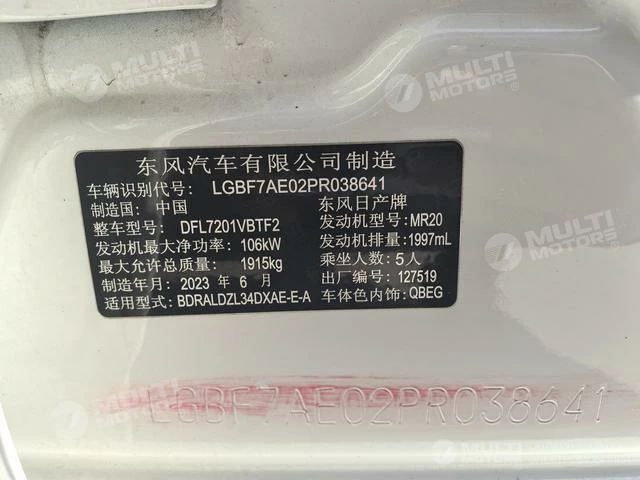 MULTI
MOTORS®
MULTI
MOTORS®
东风汽车有限公司制造
车辆识别代号: LGBF7AE02PR038641
制造国: 中国 东风日产牌
整车型号: DFL7201VBTF2 发动机型号: MR20
发动机最大净功率: 106kW 发动机排量: 1997mL
最大允许总质量: 1915kg 乘坐人数: 5人
制造年月: 2023 年 6 月 出厂编号: 127519
适用型式: BDRALDZL34DXAE-E-A 车体色内饰: QBEG
LGBF7AE02PR038641
MULTI
MOTORS®
MULTI
MOTORS®